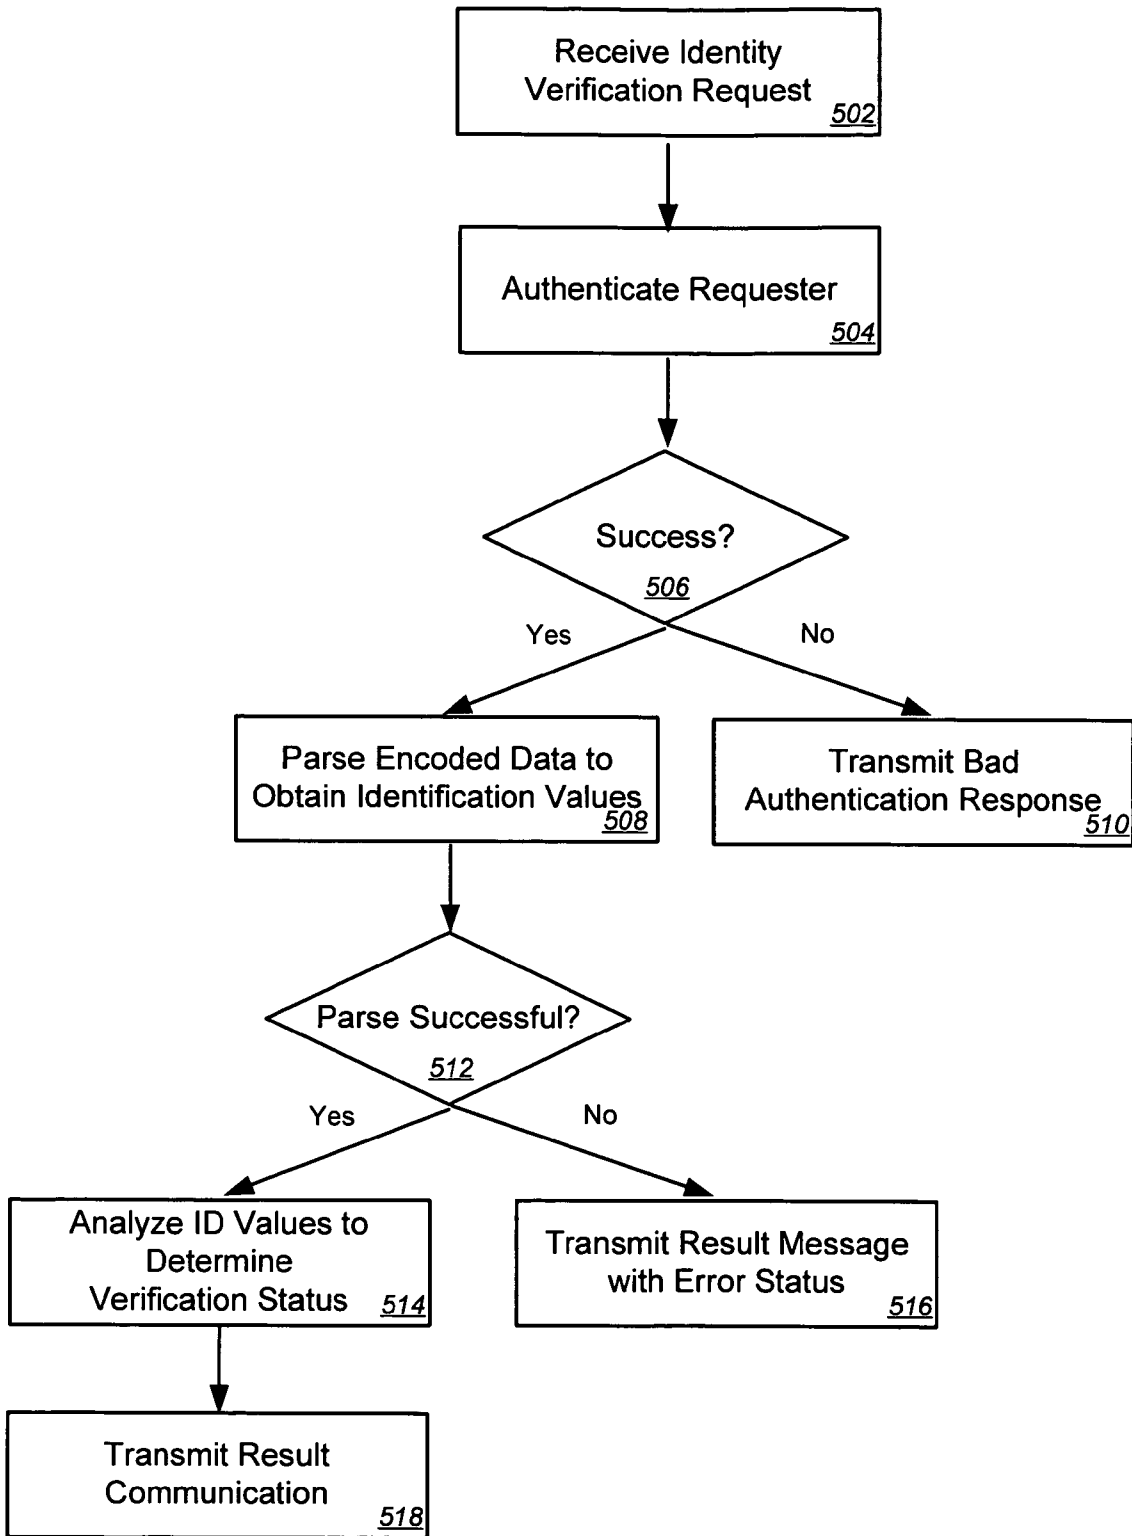 Receive Identity
Verification Request
502
Authenticate Requester
504
Success?
506
Yes
No
Parse Encoded Data to
Obtain Identification Values
508
Transmit Bad
Authentication Response
510
Parse Successful?
512
Yes
No
Analyze ID Values to
Determine
Verification Status
514
Transmit Result Message
with Error Status
516
Transmit Result
Communication
518